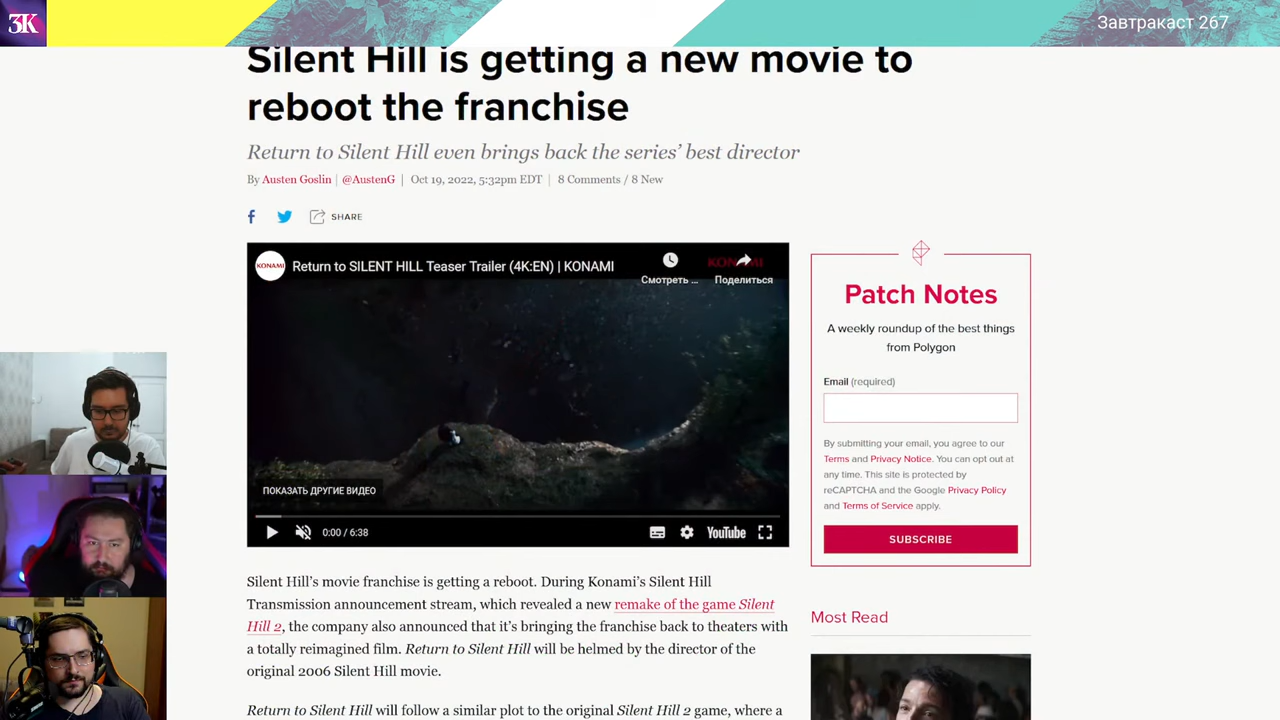 3K
Завтракаст 267
Silent Hill is getting a new movie to
reboot the franchise
Return to Silent Hill even brings back the series' best director
By Austen Goslin | @AustenG | Oct 19, 2022, 5:32pm EDT | 8 Comments / 8 New
SHARE
KONAMI
Return to SILENT HILL Teaser Trailer (4K:EN) | KONAMI
KONAMI
Смотреть ...
Поделиться
ПОКАЗАТЬ ДРУГИЕ ВИДЕО
0:00 / 6:38
YouTube
Silent Hill's movie franchise is getting a reboot. During Konami's Silent Hill
Transmission announcement stream, which revealed a new remake of the game Silent
Hill 2, the company also announced that it's bringing the franchise back to theaters with
a totally reimagined film. Return to Silent Hill will be helmed by the director of the
original 2006 Silent Hill movie.
Return to Silent Hill will follow a similar plot to the original Silent Hill 2 game, where a
Patch Notes
A weekly roundup of the best things
from Polygon
Email (required)
By submitting your email, you agree to our
Terms and Privacy Notice. You can opt out at
any time. This site is protected by
reCAPTCHA and the Google Privacy Policy
and Terms of Service apply.
SUBSCRIBE
Most Read